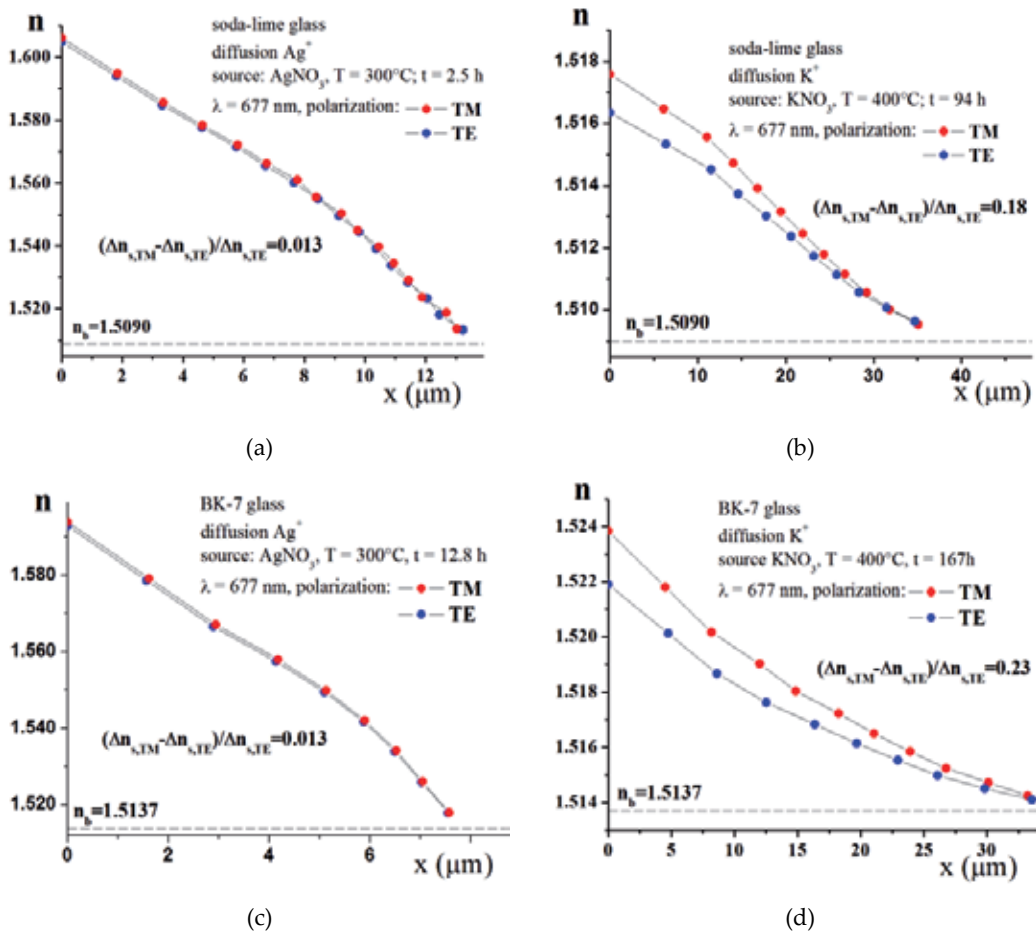 n
soda-lime glass
diffusion Ag⁺
source: AgNO₃, T = 300°C; t = 2.5 h
λ = 677 nm, polarization: TM
TE
(Δnₛ,TM-Δnₛ,TE)/Δnₛ,TE=0.013
n_b=1.5090
1.600
1.580
1.560
1.540
1.520
0 2 4 6 8 10 12
x (μm)
(a)
n
soda-lime glass
diffusion K⁺
source: KNO₃, T = 400°C; t = 94 h
λ = 677 nm, polarization: TM
TE
(Δnₛ,TM-Δnₛ,TE)/Δnₛ,TE=0.18
n_b=1.5090
1.518
1.516
1.514
1.512
1.510
0 10 20 30 40
x (μm)
(b)
n
BK-7 glass
diffusion Ag⁺
source: AgNO₃, T = 300°C, t = 12.8 h
λ = 677 nm, polarization: TM
TE
(Δnₛ,TM-Δnₛ,TE)/Δnₛ,TE=0.013
n_b=1.5137
1.580
1.560
1.540
1.520
0 2 4 6
x (μm)
(c)
n
BK-7 glass
diffusion K⁺
source KNO₃, T = 400°C, t = 167h
λ = 677 nm, polarization: TM
TE
(Δnₛ,TM-Δnₛ,TE)/Δnₛ,TE=0.23
n_b=1.5137
1.524
1.522
1.520
1.518
1.516
1.514
0 5 10 15 20 25 30
x (μm)
(d)